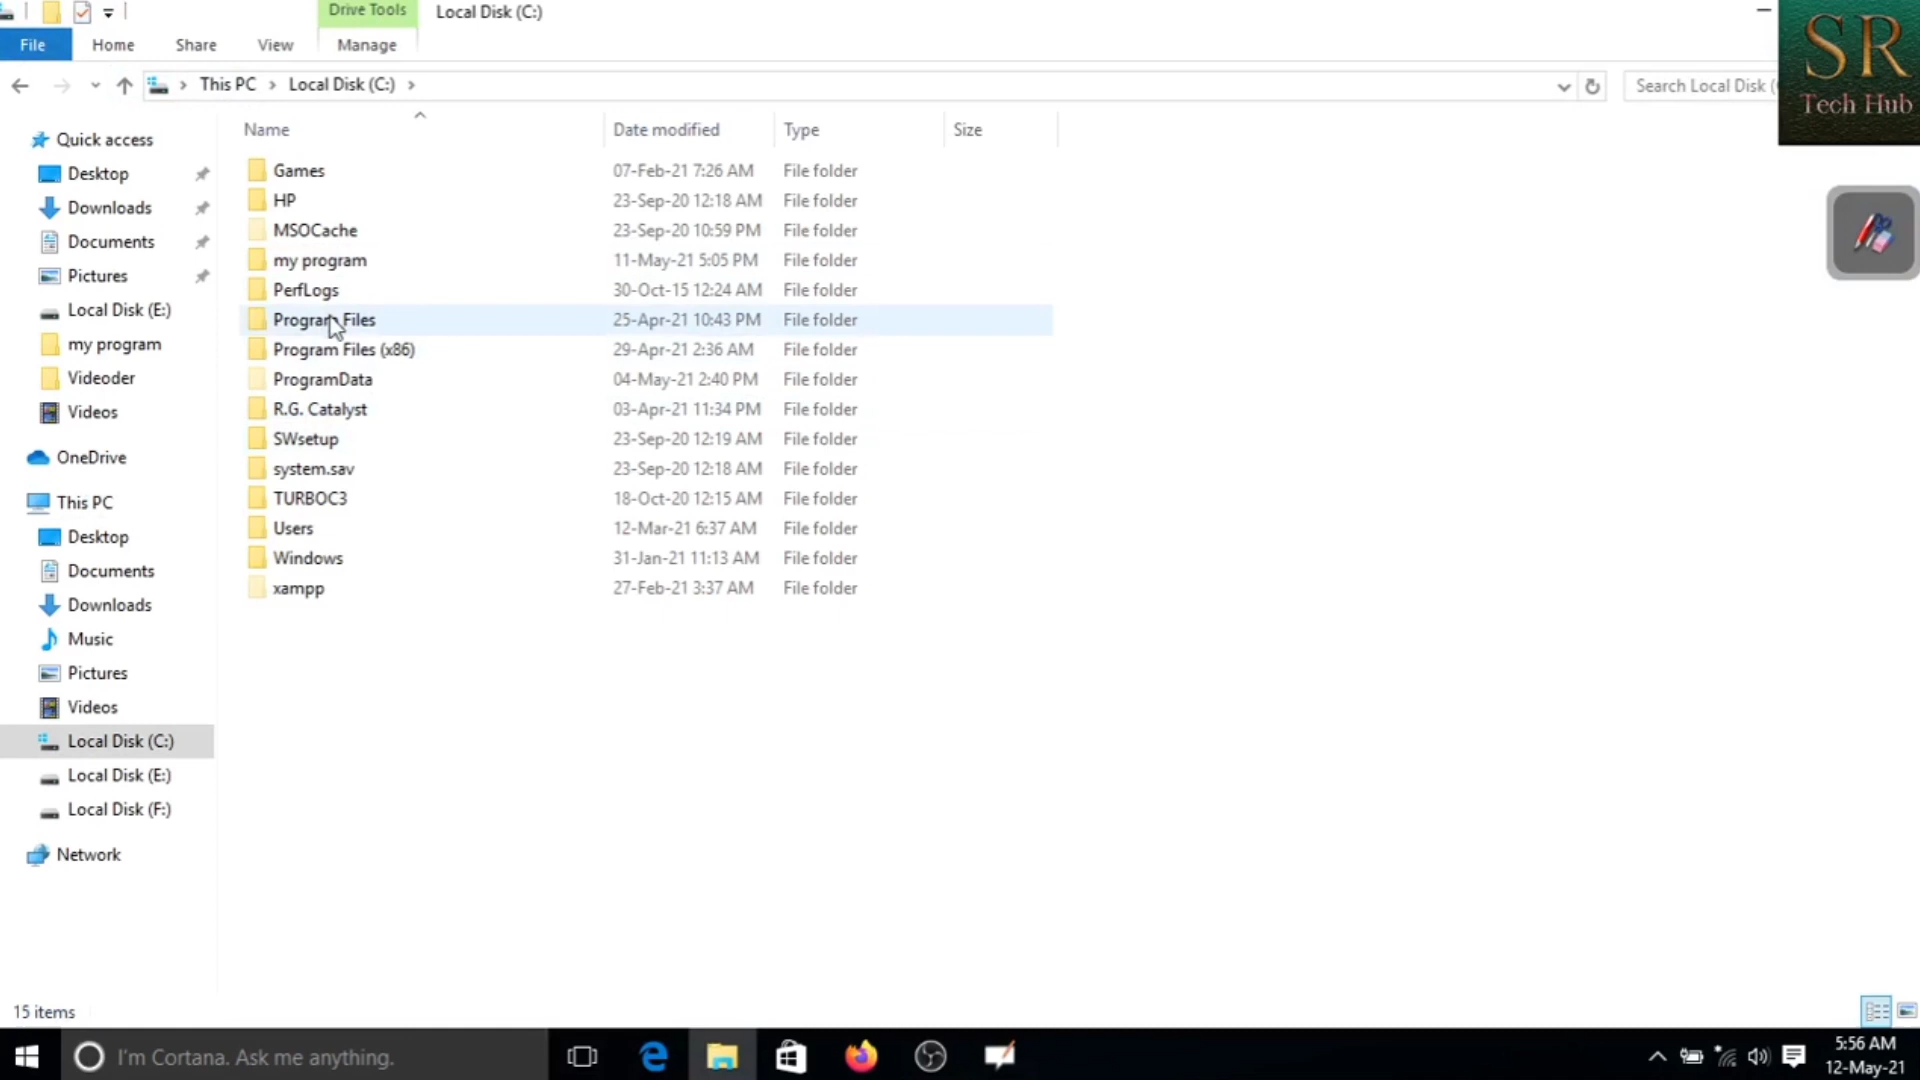 Drive Tools Local Disk (C:)
File Home Share View Manage
This PC Local Disk (C:) Search Local Disk (
SR
Tech Hub
Name Date modified Type Size
Quick access
Desktop
Downloads
Documents
Pictures
Local Disk (E:)
my program
Videoder
Videos
OneDrive
This PC
Desktop
Documents
Downloads
Music
Pictures
Videos
Local Disk (C:)
Local Disk (E:)
Local Disk (F:)
Network
Games 07-Feb-21 7:26 AM File folder
HP 23-Sep-20 12:18 AM File folder
MSOCache 23-Sep-20 10:59 PM File folder
my program 11-May-21 5:05 PM File folder
PerfLogs 30-Oct-15 12:24 AM File folder
Program Files 25-Apr-21 10:43 PM File folder
Program Files (x86) 29-Apr-21 2:36 AM File folder
ProgramData 04-May-21 2:40 PM File folder
R.G. Catalyst 03-Apr-21 11:34 PM File folder
SWsetup 23-Sep-20 12:19 AM File folder
system.sav 23-Sep-20 12:18 AM File folder
TURBOC3 18-Oct-20 12:15 AM File folder
Users 12-Mar-21 6:37 AM File folder
Windows 31-Jan-21 11:13 AM File folder
xampp 27-Feb-21 3:37 AM File folder
15 items
I'm Cortana. Ask me anything.
5:56 AM
12-May-21